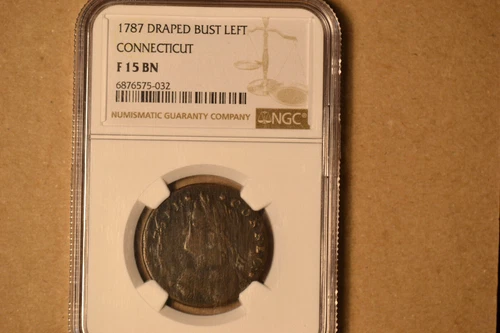 1787 DRAPED BUST LEFT
CONNECTICUT
F 15 BN
6876575-032
NUMISMATIC GUARANTY COMPANY
NGC®